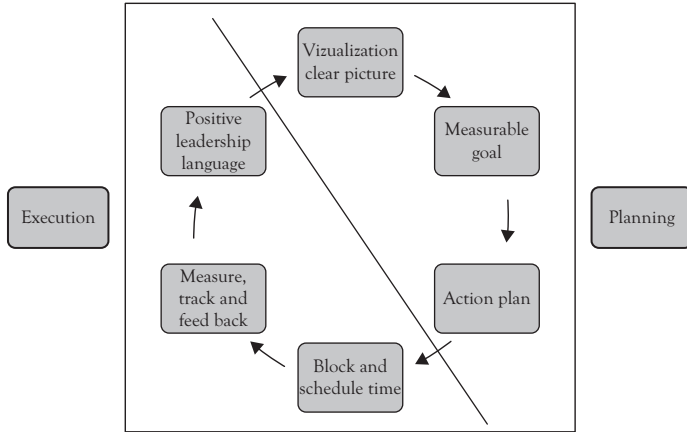 Vizualization
clear picture
Positive
leadership
language
Measurable
goal
Execution
Planning
Measure,
track and
feed back
Action plan
Block and
schedule time